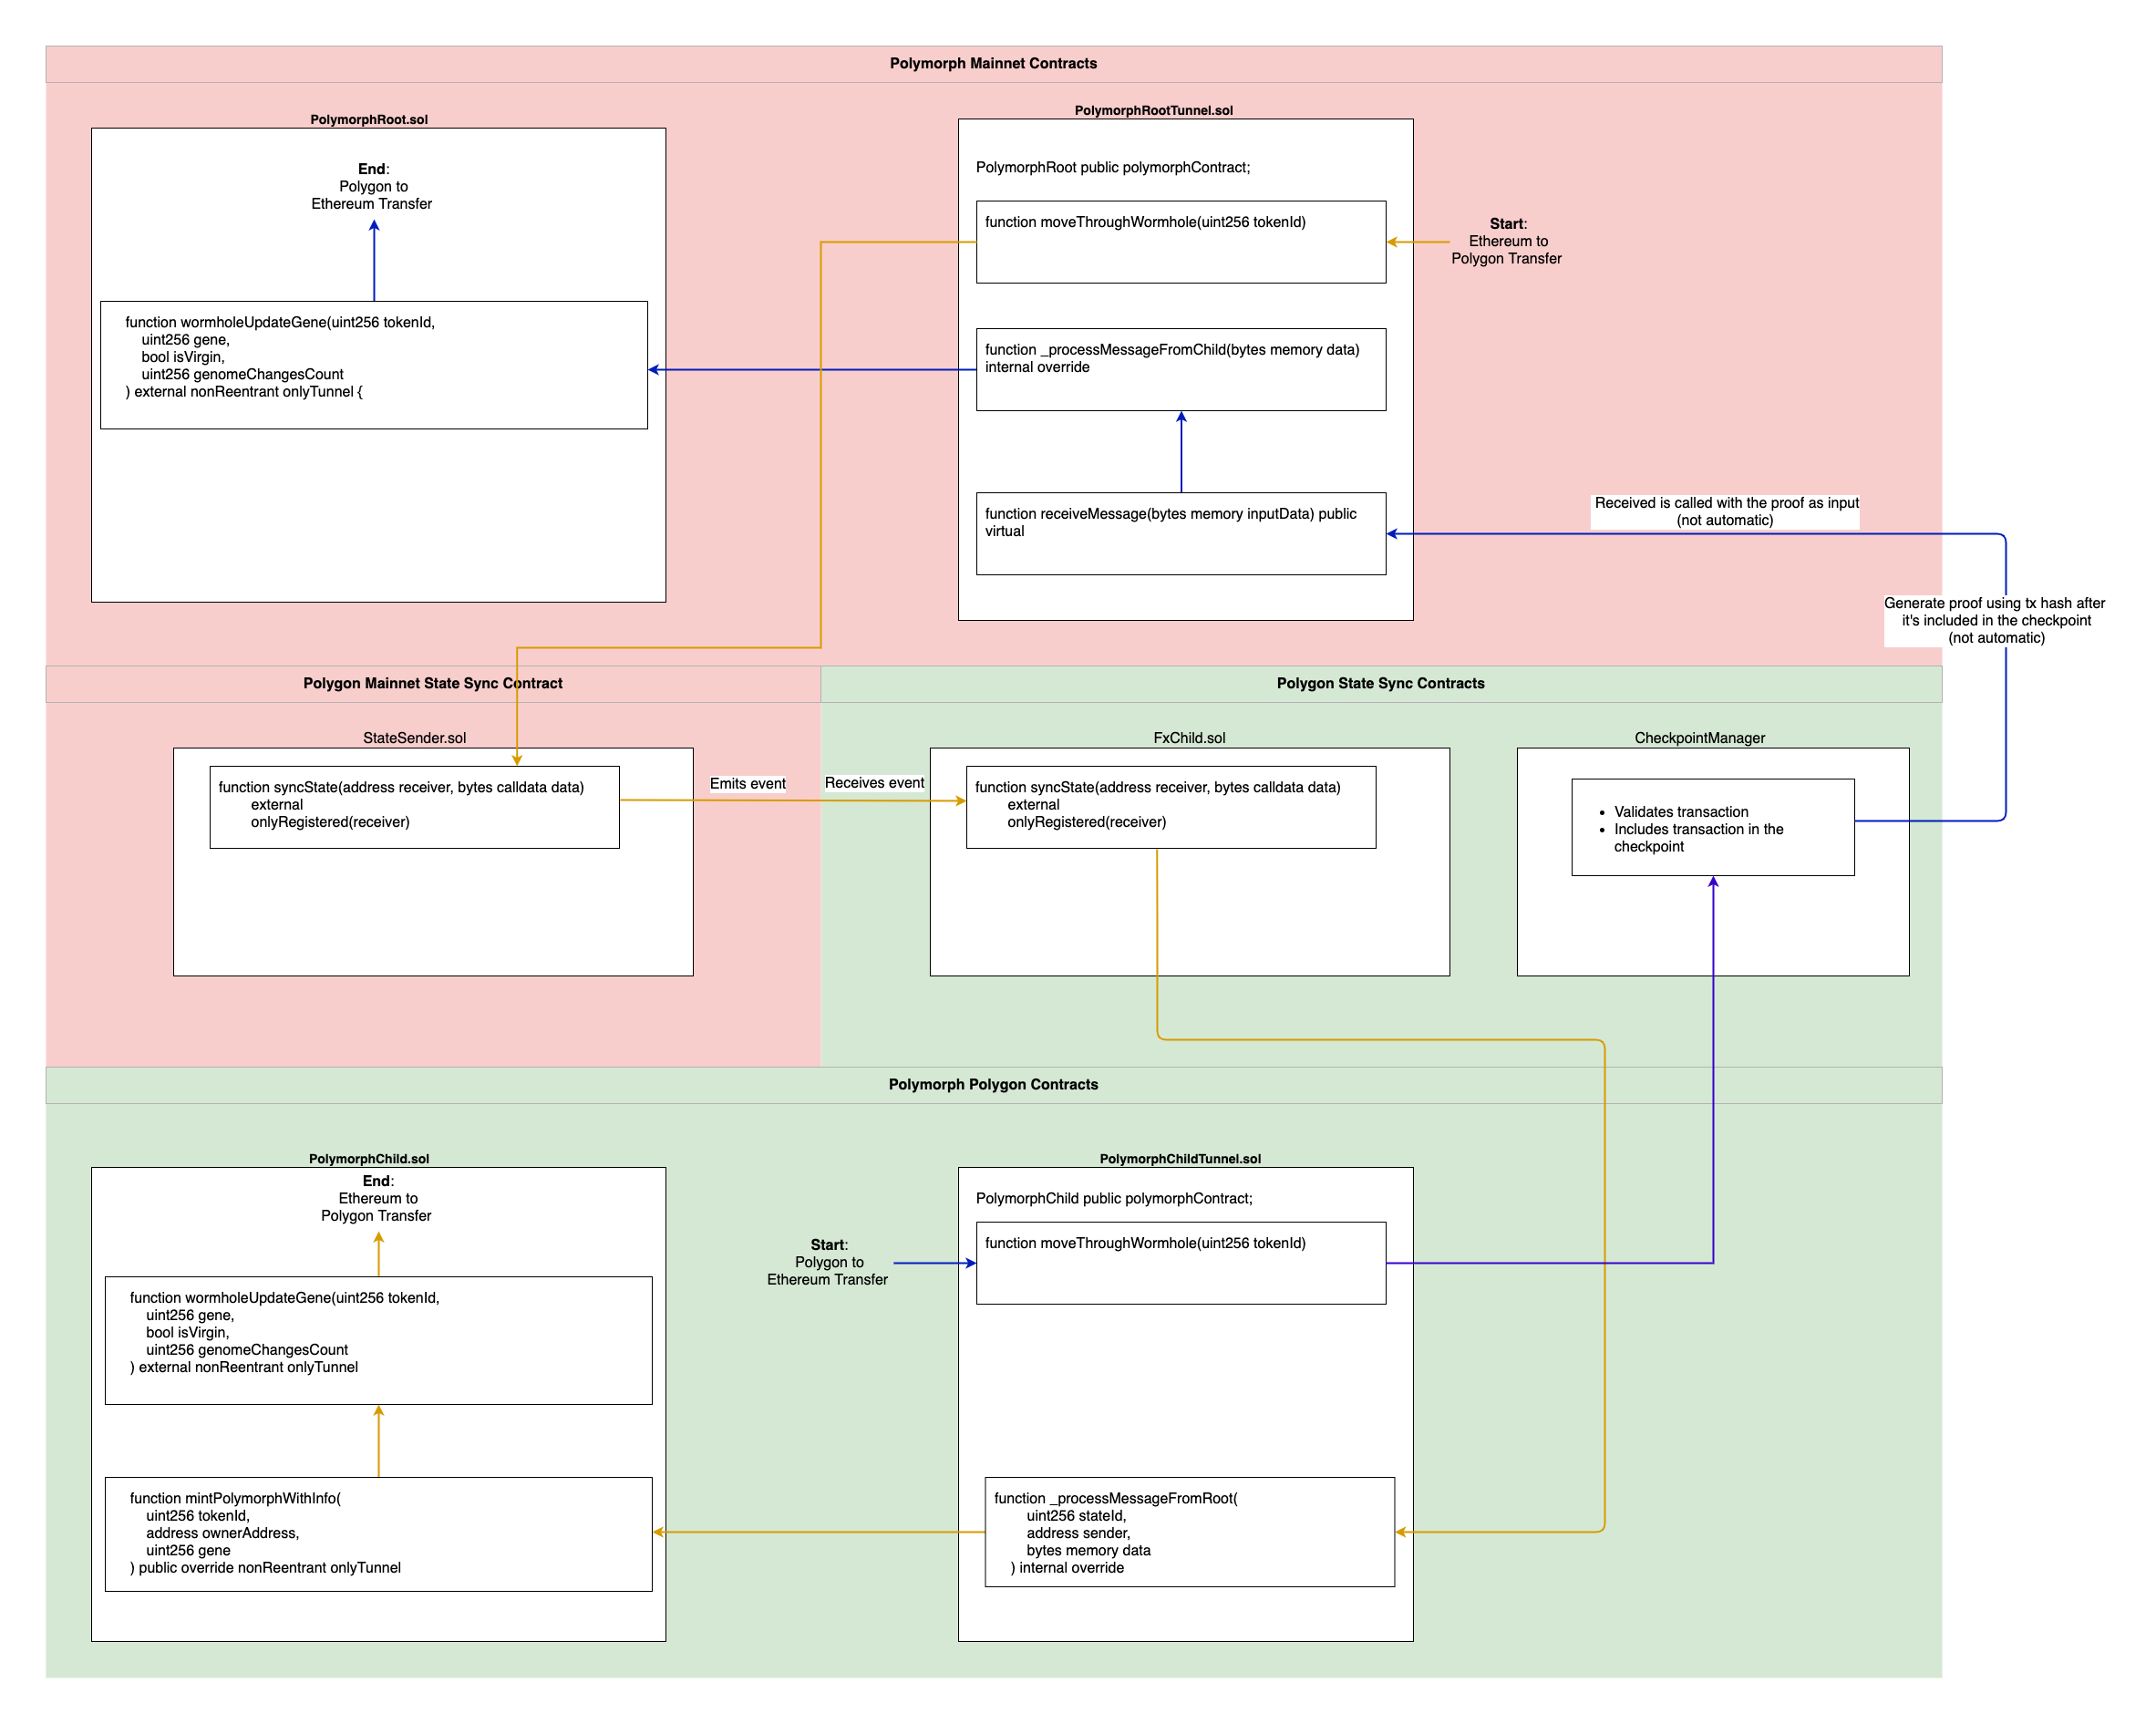 Polymorph Mainnet Contracts
PolymorphRoot.sol
End:
Polygon to
Ethereum Transfer
function wormholeUpdateGene(uint256 tokenId,
uint256 gene,
bool isVirgin,
uint256 genomeChangesCount
) external nonReentrant onlyTunnel {
PolymorphRootTunnel.sol
PolymorphRoot public polymorphContract;
function moveThroughWormhole(uint256 tokenId)
Start:
Ethereum to
Polygon Transfer
function _processMessageFromChild(bytes memory data)
internal override
function receiveMessage(bytes memory inputData) public
virtual
Received is called with the proof as input
(not automatic)
Generate proof using tx hash after
it's included in the checkpoint
(not automatic)
Polygon Mainnet State Sync Contract
StateSender.sol
function syncState(address receiver, bytes calldata data)
external
onlyRegistered(receiver)
Emits event
Polygon State Sync Contracts
Receives event
FxChild.sol
function syncState(address receiver, bytes calldata data)
external
onlyRegistered(receiver)
CheckpointManager
• Validates transaction
• Includes transaction in the
checkpoint
Polymorph Polygon Contracts
PolymorphChild.sol
End:
Ethereum to
Polygon Transfer
function wormholeUpdateGene(uint256 tokenId,
uint256 gene,
bool isVirgin,
uint256 genomeChangesCount
) external nonReentrant onlyTunnel
function mintPolymorphWithInfo(
uint256 tokenId,
address ownerAddress,
uint256 gene
) public override nonReentrant onlyTunnel
Start:
Polygon to
Ethereum Transfer
PolymorphChildTunnel.sol
PolymorphChild public polymorphContract;
function moveThroughWormhole(uint256 tokenId)
function _processMessageFromRoot(
uint256 stateId,
address sender,
bytes memory data
) internal override